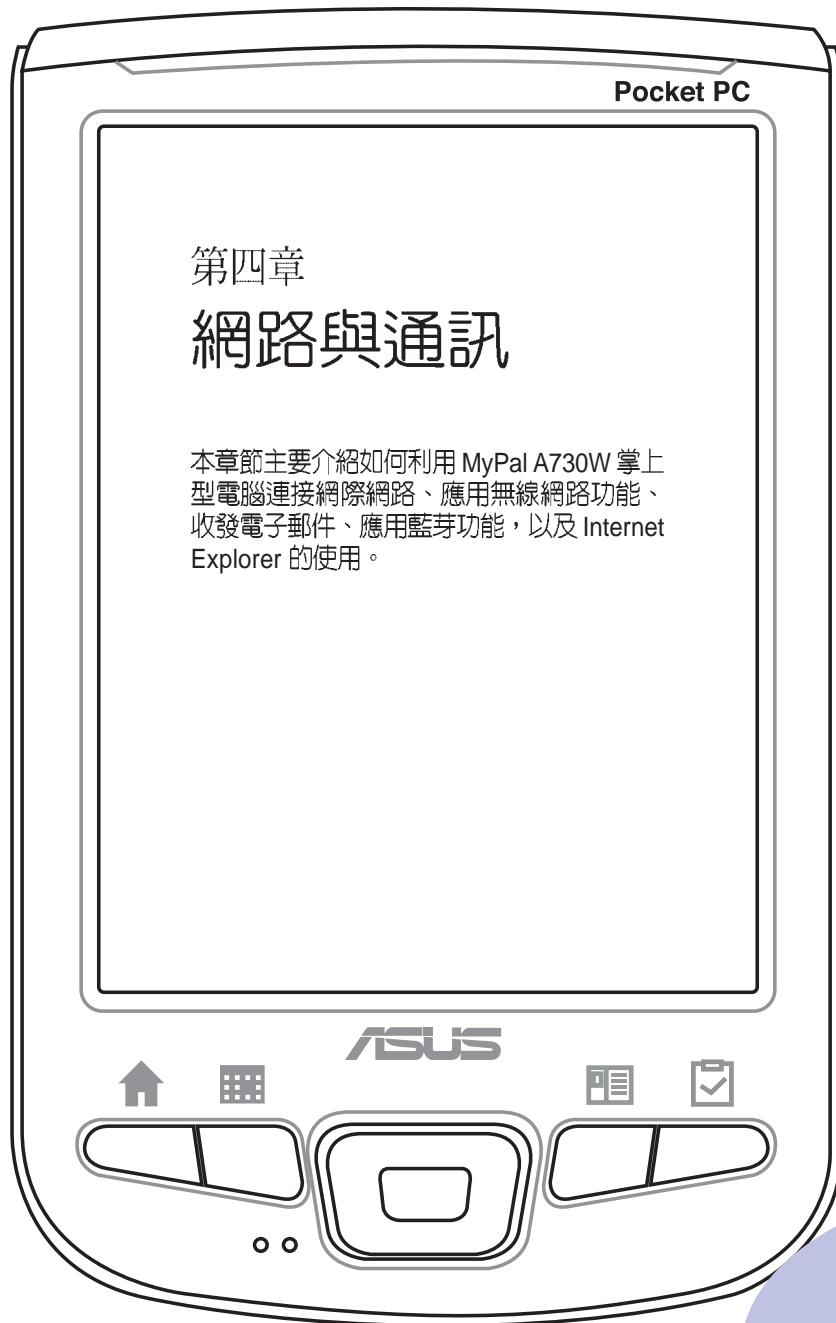 Pocket PC
第四章
網路與通訊
本章節主要介紹如何利用 MyPal A730W 掌上
型電腦連接網際網路、應用無線網路功能、
收發電子郵件、應用藍芽功能，以及 Internet
Explorer 的使用。
ASUS